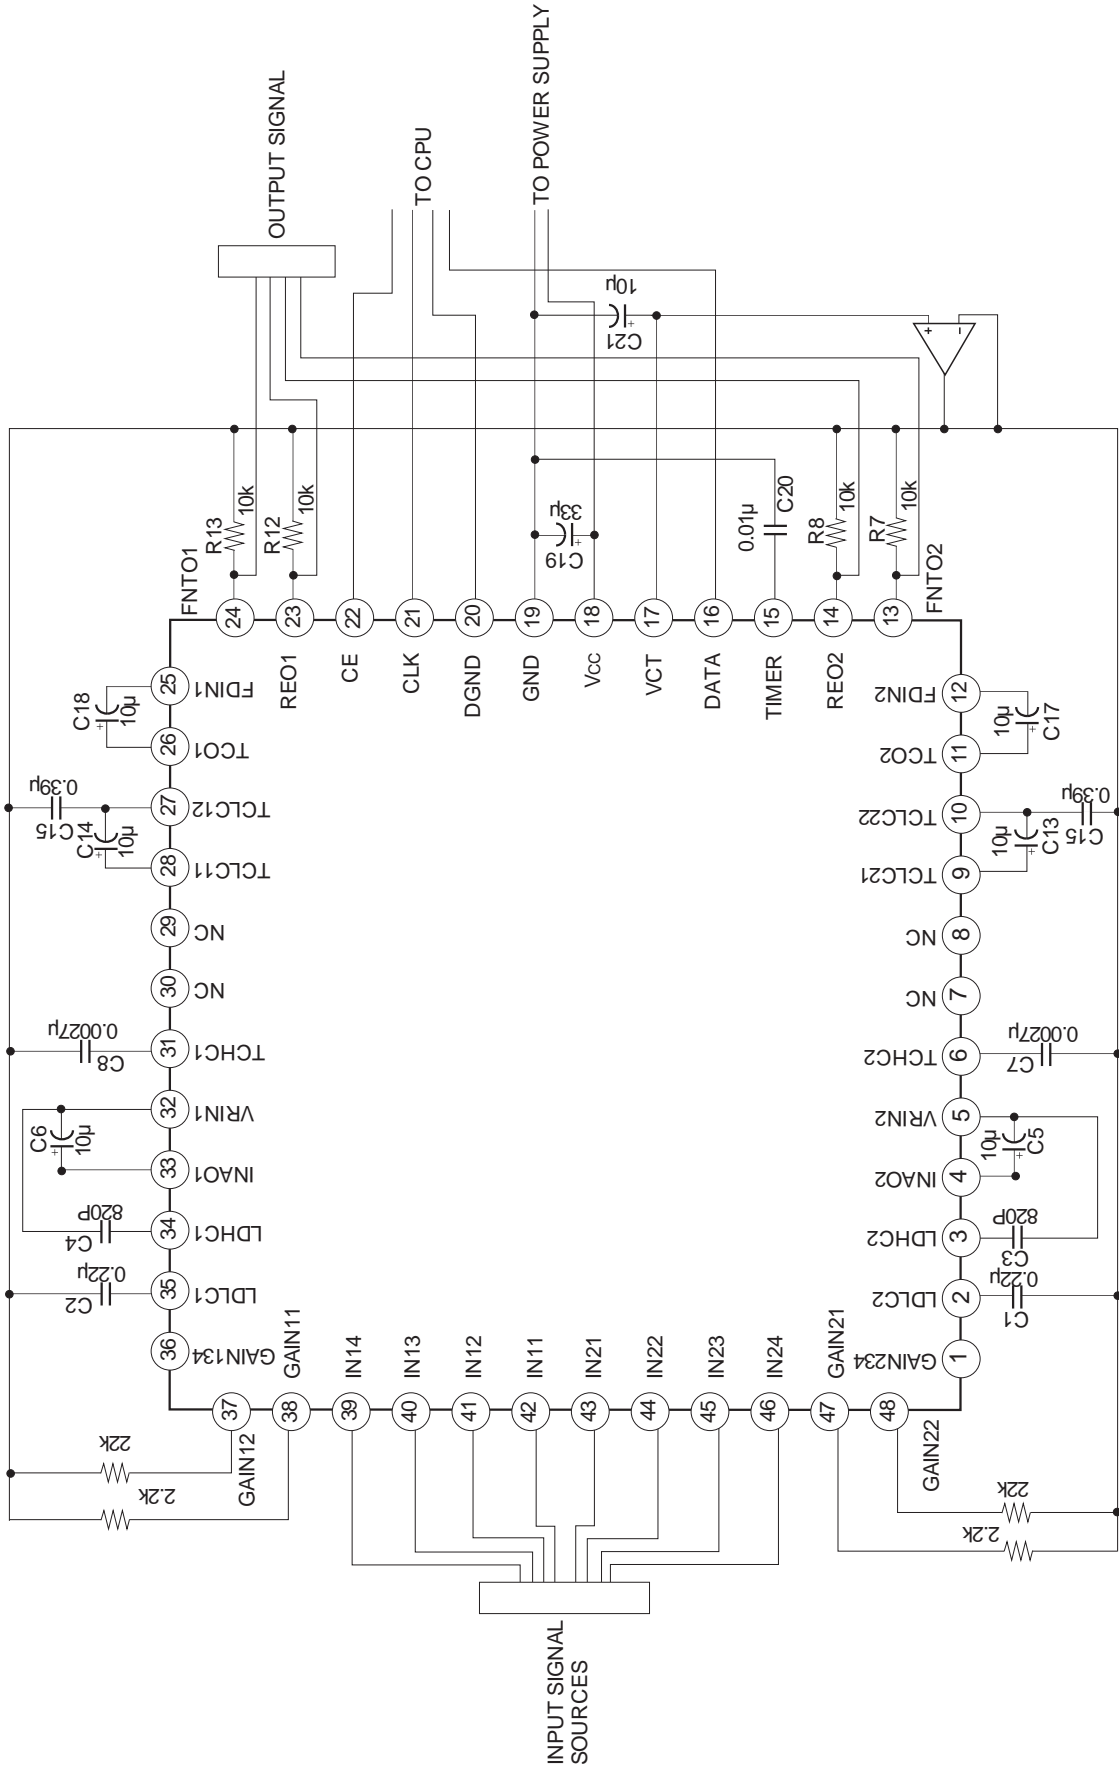 OUTPUT SIGNAL
TO CPU
TO POWER SUPPLY
10µ
C21
+
+
–
FNTO1
R13
10k
R12
10k
33µ
C19
+
0.01µ
C20
R8
10k
R7
10k
FNTO2
24
23
22
21
20
19
18
17
16
15
14
13
REO1
CE
CLK
DGND
GND
Vcc
VCT
DATA
TIMER
REO2
C18
10µ
+
25
FDIN1
26
TCO1
0.39µ
C15
27
TCLC12
C14
10µ
+
28
TCLC11
29
NC
30
NC
0.0027µ
C8
31
TCHC1
32
VRIN1
C6
10µ
+
33
INAO1
820P
C4
34
LDHC1
0.22µ
C2
35
LDLC1
36
GAIN134
12
FDIN2
10µ
C17
+
11
TCO2
10
TCLC22
0.39µ
C15
10µ
C13
+
9
TCLC21
8
NC
7
NC
6
TCHC2
0.0027µ
C7
5
VRIN2
10µ
C5
+
4
INAO2
3
LDHC2
820P
C3
2
LDLC2
0.22µ
C1
1
GAIN234
GAIN11
IN14
IN13
IN12
IN11
IN21
IN22
IN23
IN24
GAIN21
37
38
39
40
41
42
43
44
45
46
47
48
GAIN12
GAIN22
22k
2.2k
22k
2.2k
INPUT SIGNAL
SOURCES